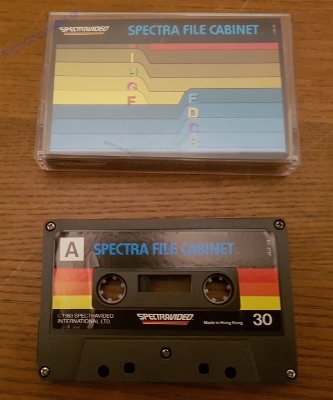 SPECTRAVIDEO
SPECTRA FILE CABINET
I
H
G
F
E
D
C
B
A
SPECTRA FILE CABINET
© 1983 SPECTRAVIDEO
INTERNATIONAL LTD.
SPECTRAVIDEO
Made in Hong Kong
30